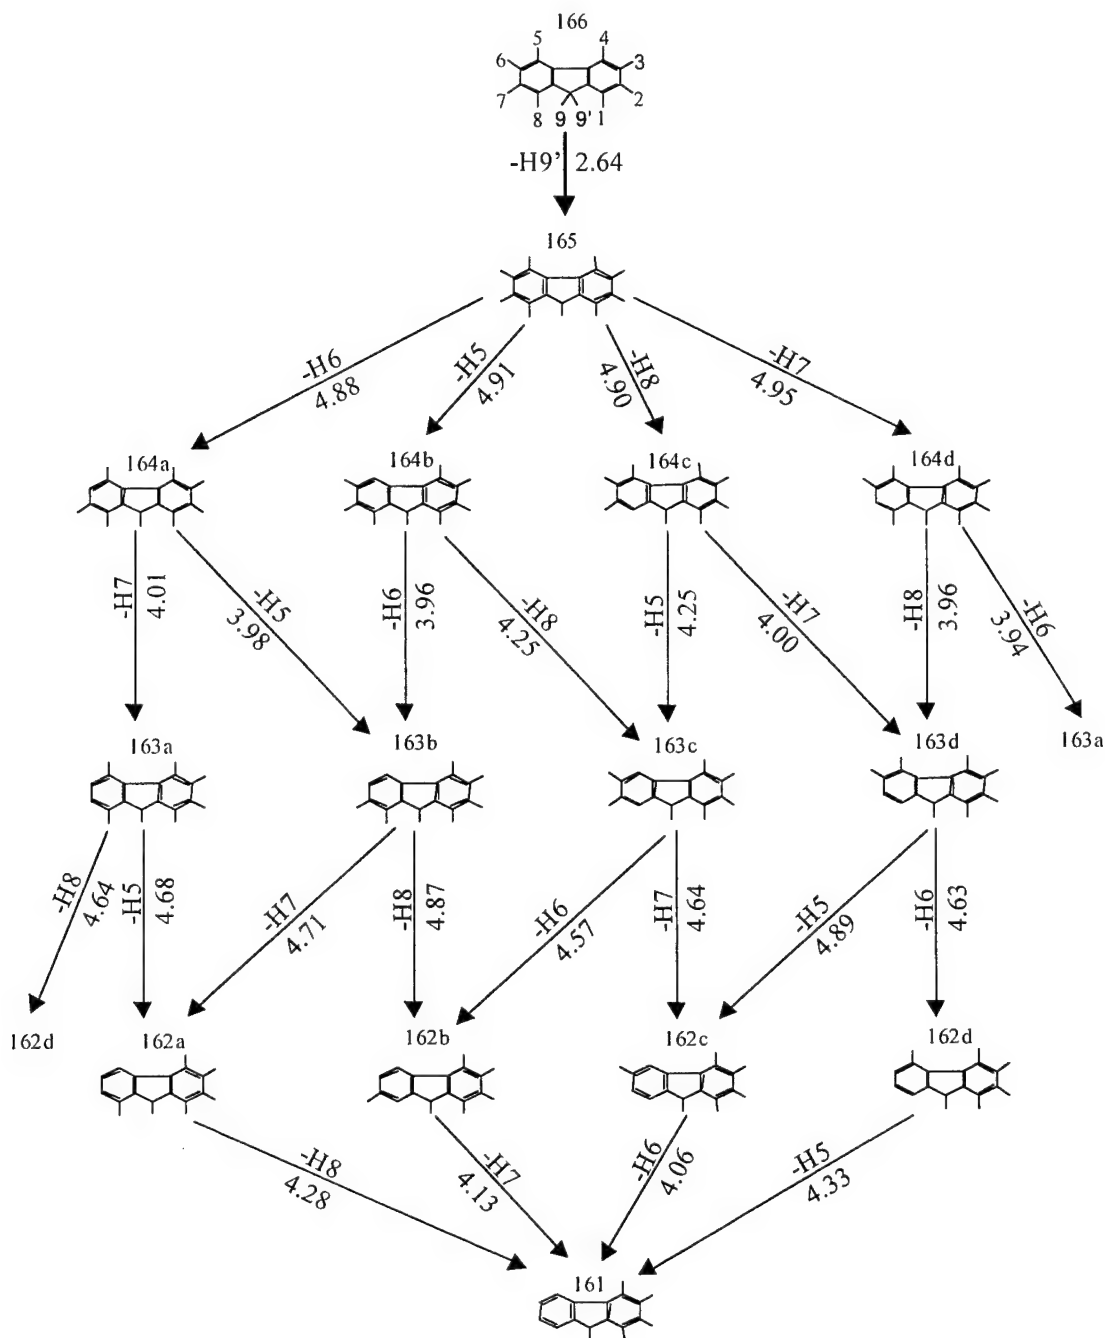 166
5 4
6 3
7 2
8 9 9' 1
-H9' 2.64
165
-H6 4.88
-H5 4.91
-H8 4.90
-H7 4.95
164a 164b 164c 164d
-H7 4.01
-H5 3.98
-H6 3.96
-H8 4.25
-H5 4.25
-H7 4.00
-H8 3.96
-H6 3.94
163a 163b 163c 163d 163a
-H8 4.64
-H5 4.68
-H7 4.71
-H8 4.87
-H6 4.57
-H7 4.64
-H5 4.89
-H6 4.63
162d 162a 162b 162c 162d
-H8 4.28
-H7 4.13
-H6 4.06
-H5 4.33
161